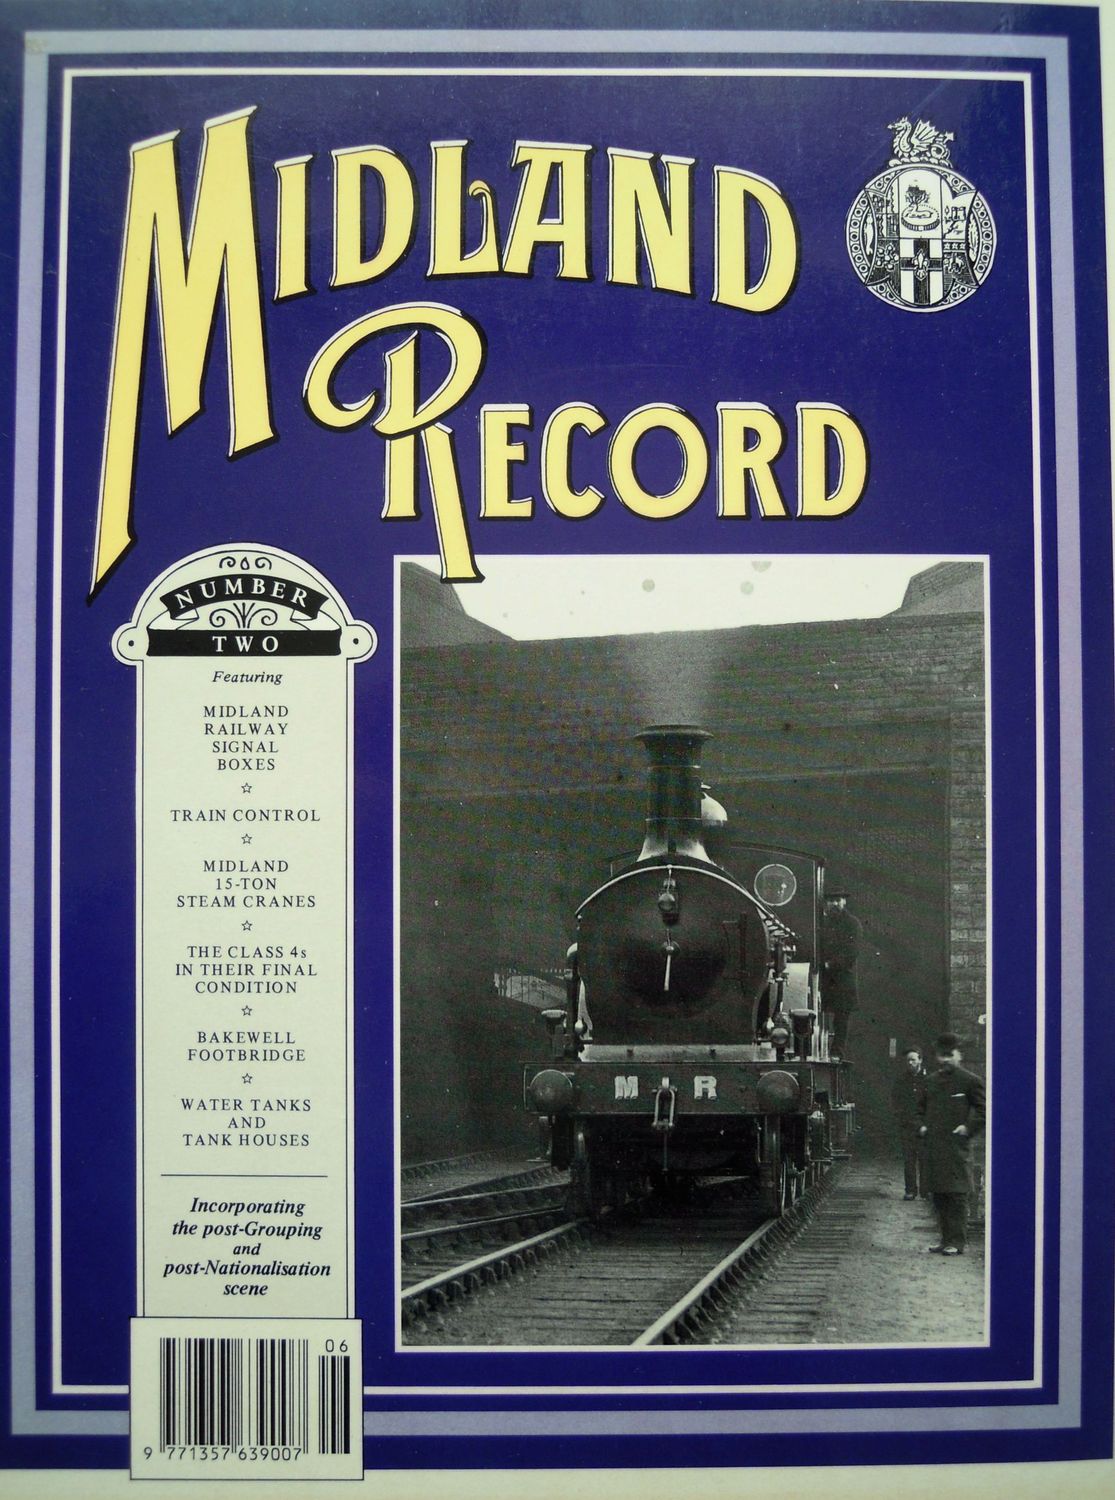 MIDLAND
RECORD
NUMBER
TWO
Featuring
MIDLAND
RAILWAY
SIGNAL
BOXES
TRAIN CONTROL
MIDLAND
15-TON
STEAM CRANES
THE CLASS 4s
IN THEIR FINAL
CONDITION
BAKEWELL
FOOTBRIDGE
WATER TANKS
AND
TANK HOUSES
Incorporating
the post-Grouping
and
post-Nationalisation
scene
M R
06
9 771357 639007